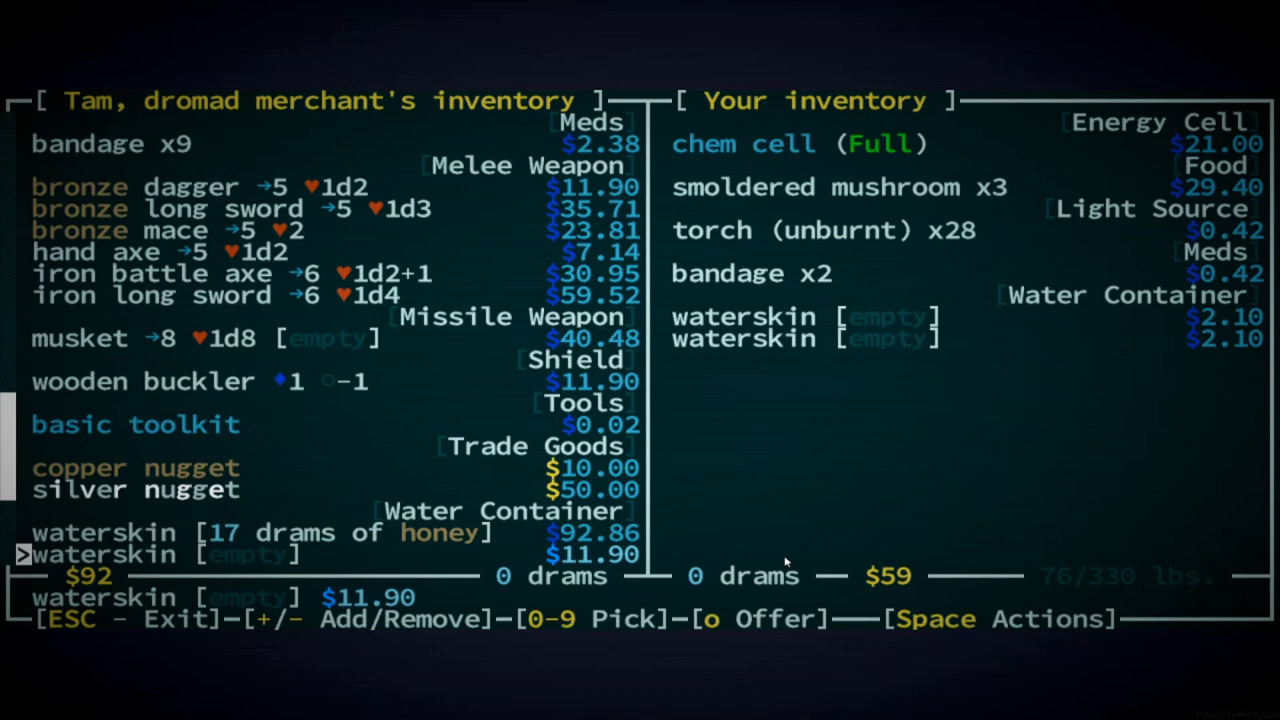 [ Tam, dromad merchant's inventory ]
[Meds]
bandage x9 $2.38
[Melee Weapon]
bronze dagger →5 ♥1d2 $11.90
bronze long sword →5 ♥1d3 $35.71
bronze mace →5 ♥2 $23.81
hand axe →5 ♥1d2 $7.14
iron battle axe →6 ♥1d2+1 $30.95
iron long sword →6 ♥1d4 $59.52
[Missile Weapon]
musket →8 ♥1d8 [empty] $40.48
[Shield]
wooden buckler ♦1 ○-1 $11.90
[Tools]
basic toolkit $0.02
[Trade Goods]
copper nugget $10.00
silver nugget $50.00
[Water Container]
waterskin [17 drams of honey] $92.86
>waterskin [empty] $11.90
[ Your inventory ]
[Energy Cell]
chem cell (Full) $21.00
[Food]
smoldered mushroom x3 $29.40
[Light Source]
torch (unburnt) x28 $0.42
[Meds]
bandage x2 $0.42
[Water Container]
waterskin [empty] $2.10
waterskin [empty] $2.10
$92 0 drams 0 drams $59 76/330 lbs.
waterskin [empty] $11.90
[ESC - Exit]-[+/- Add/Remove]-[0-9 Pick]-[o Offer]-[Space Actions]